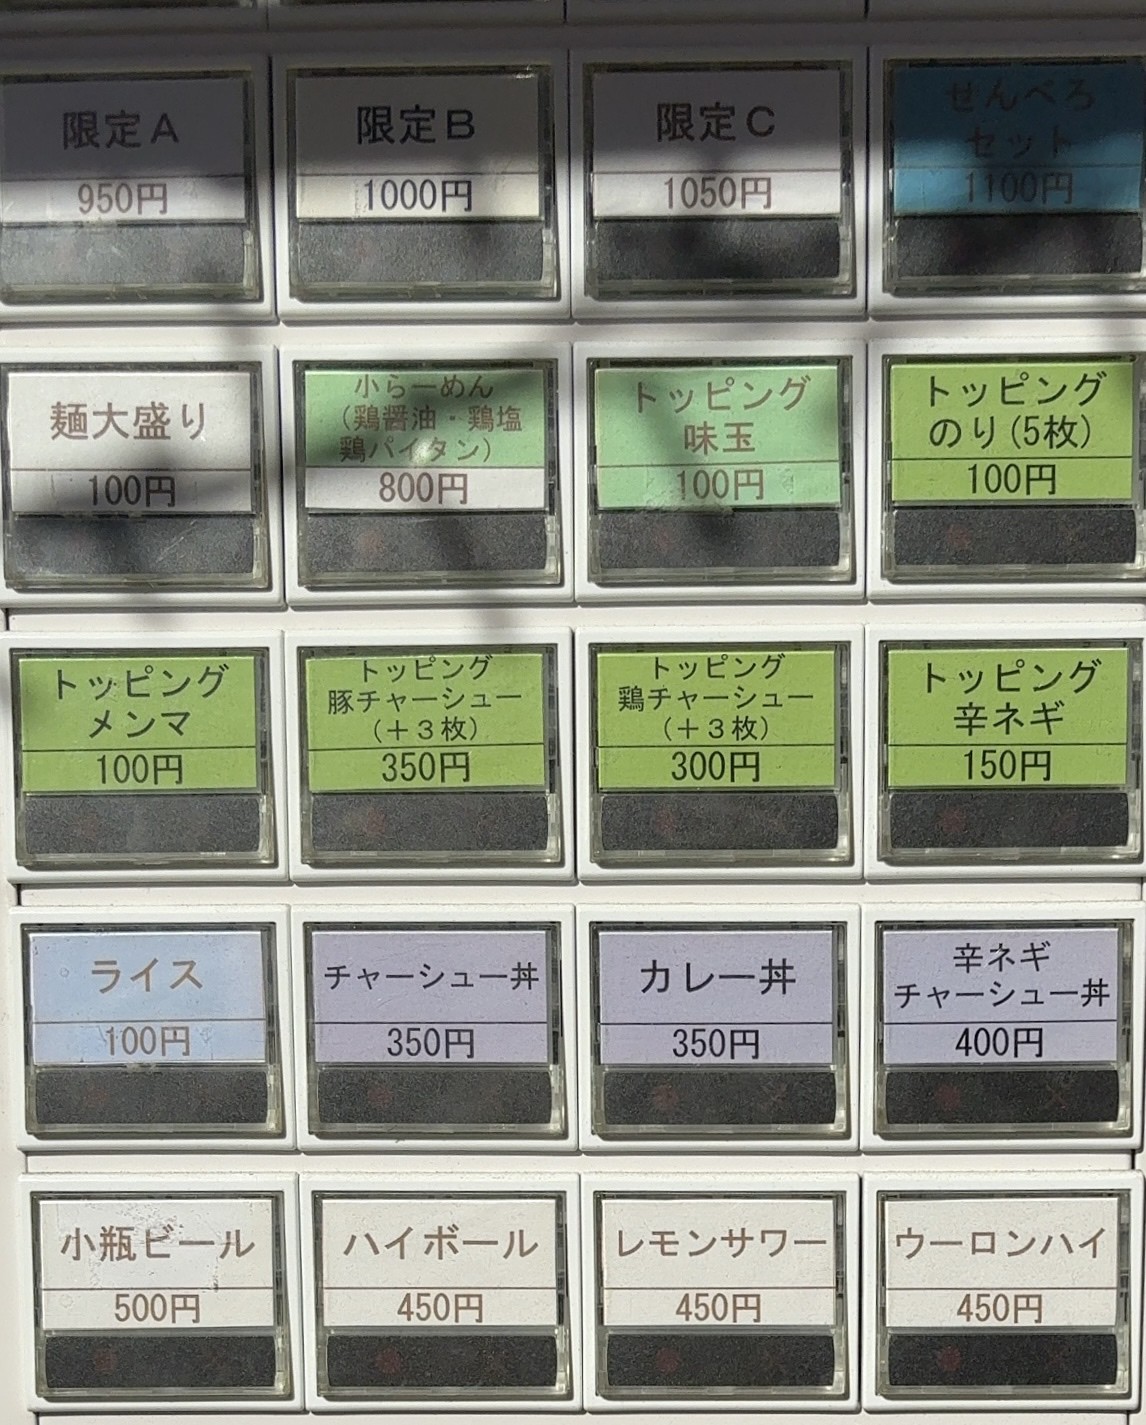 限定A
950円
限定B
1000円
限定C
1050円
せんべろ
セット
1100円
麺大盛り
100円
小らーめん
（鶏醤油・鶏塩
鶏パイタン）
800円
トッピング
味玉
100円
トッピング
のり(5枚)
100円
トッピング
メンマ
100円
トッピング
豚チャーシュー
（＋３枚）
350円
トッピング
鶏チャーシュー
（＋３枚）
300円
トッピング
辛ネギ
150円
ライス
100円
チャーシュー丼
350円
カレー丼
350円
辛ネギ
チャーシュー丼
400円
小瓶ビール
500円
ハイボール
450円
レモンサワー
450円
ウーロンハイ
450円